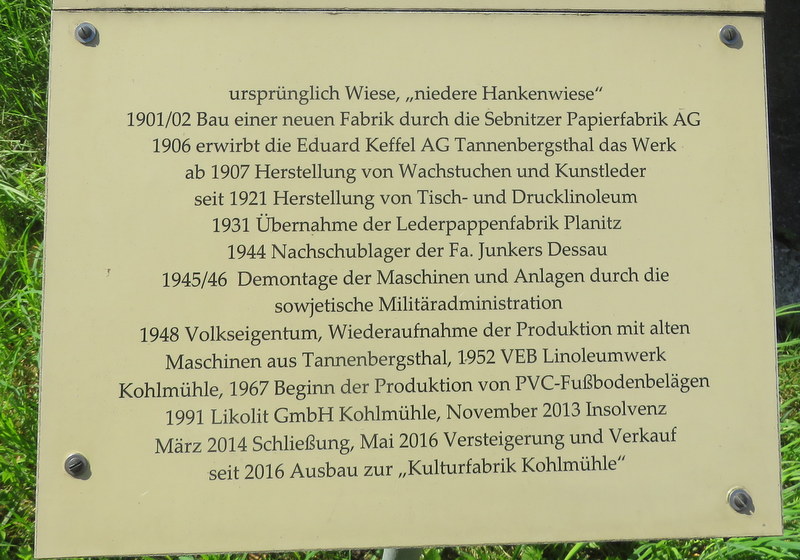 ursprünglich Wiese, „niedere Hankenwiese“
1901/02 Bau einer neuen Fabrik durch die Sebnitzer Papierfabrik AG
1906 erwirbt die Eduard Keffel AG Tannenbergsthal das Werk
ab 1907 Herstellung von Wachstuchen und Kunstleder
seit 1921 Herstellung von Tisch- und Drucklinoleum
1931 Übernahme der Lederpappenfabrik Planitz
1944 Nachschublager der Fa. Junkers Dessau
1945/46 Demontage der Maschinen und Anlagen durch die
sowjetische Militäradministration
1948 Volkseigentum, Wiederaufnahme der Produktion mit alten
Maschinen aus Tannenbergsthal, 1952 VEB Linoleumwerk
Kohlmühle, 1967 Beginn der Produktion von PVC-Fußbodenbelägen
1991 Likolit GmbH Kohlmühle, November 2013 Insolvenz
März 2014 Schließung, Mai 2016 Versteigerung und Verkauf
seit 2016 Ausbau zur „Kulturfabrik Kohlmühle“